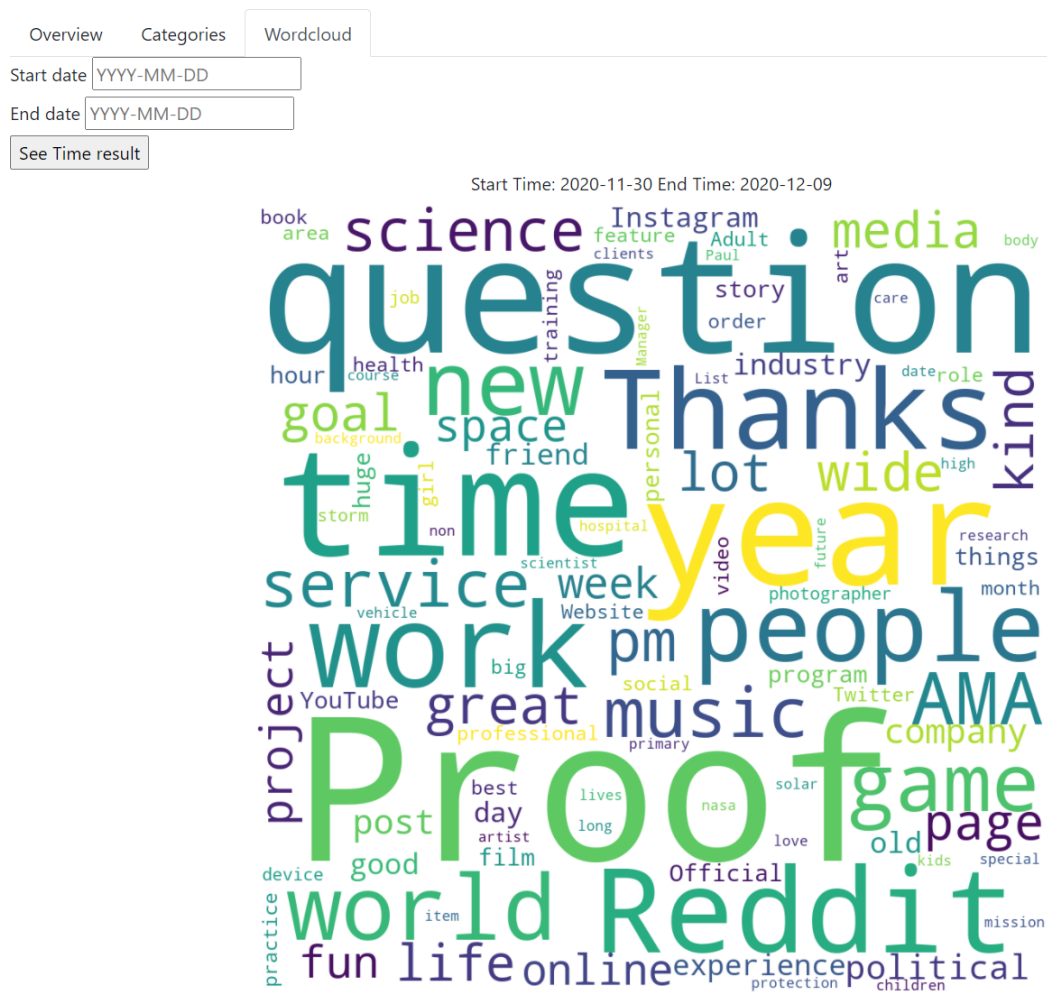 Overview Categories Wordcloud
Start date YYYY-MM-DD
End date YYYY-MM-DD
See Time result
Start Time: 2020-11-30 End Time: 2020-12-09
book
area
science
Instagram
feature
clients
Adult
Paul
media
body
question
job
training
story
order
art
care
Manager
health
hour
course
new
industry
List
Thanks
date
role
kind
goal
background
space
friend
personal
lot
wide
high
time
huge
girl
storm
non
hospital
year
video
future
research
things
scientist
service
week
Website
vehicle
photographer
month
work
big
pm
people
project
YouTube
great
social
program
Twitter
AMA
professional
music
primary
company
Proof
best
day
artist
lives
long
nasa
solar
love
game
post
film
good
page
old
kids
special
device
Official
practice
world
item
Reddit
mission
fun
life
online
experience
protection
political
children